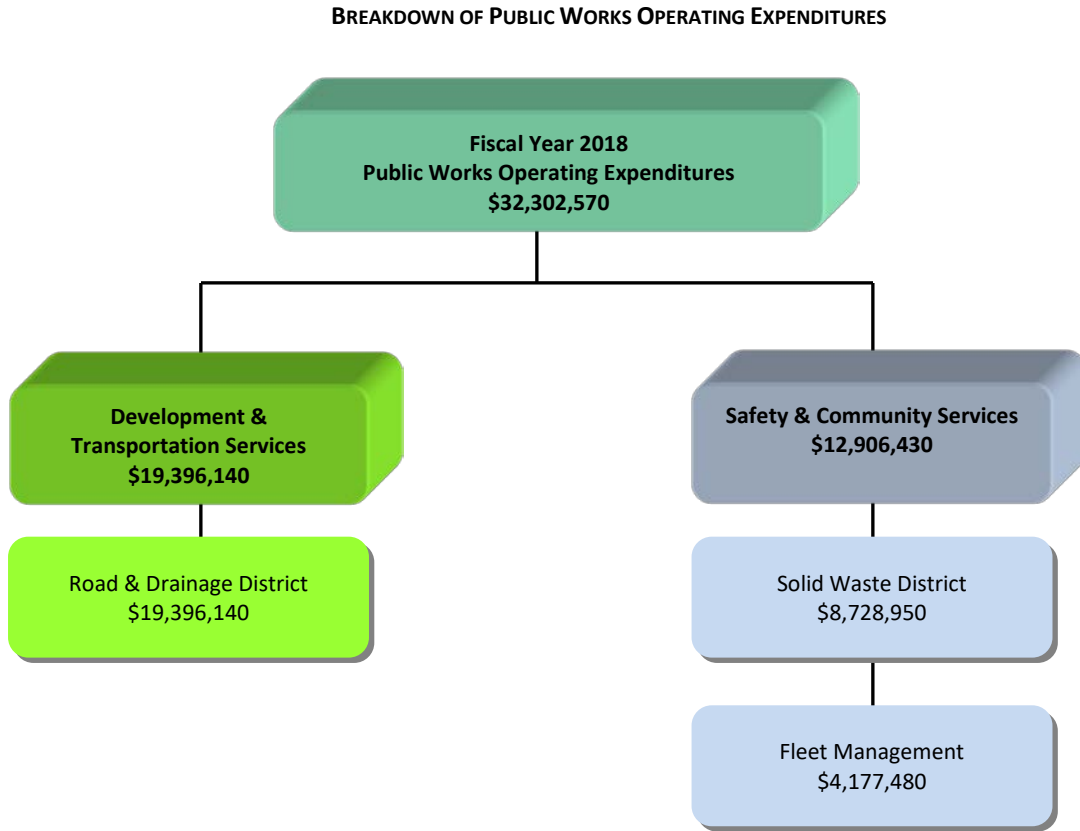 BREAKDOWN OF PUBLIC WORKS OPERATING EXPENDITURES
Fiscal Year 2018
Public Works Operating Expenditures
$32,302,570
Development &
Transportation Services
$19,396,140
Safety & Community Services
$12,906,430
Road & Drainage District
$19,396,140
Solid Waste District
$8,728,950
Fleet Management
$4,177,480